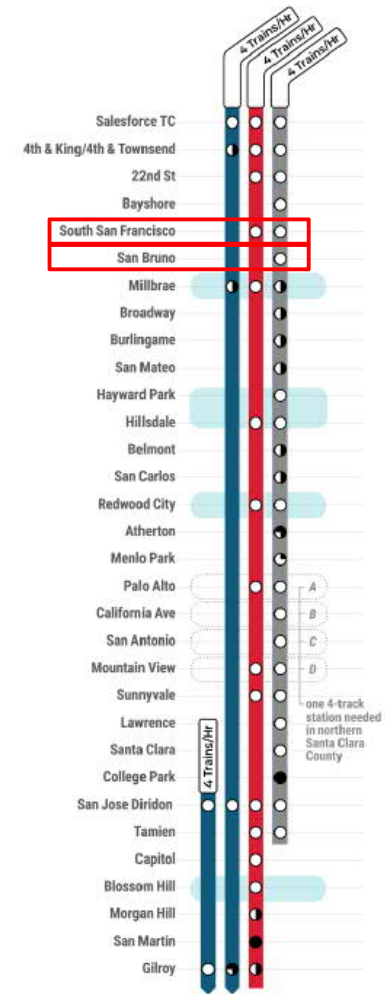 4 Trains/Hr
4 Trains/Hr
4 Trains/Hr
Salesforce TC
4th & King/4th & Townsend
22nd St
Bayshore
South San Francisco
San Bruno
Millbrae
Broadway
Burlingame
San Mateo
Hayward Park
Hillsdale
Belmont
San Carlos
Redwood City
Atherton
Menlo Park
Palo Alto
A
California Ave
B
San Antonio
C
Mountain View
D
Sunnyvale
one 4-track
station needed
in northern
Santa Clara
County
Lawrence
Santa Clara
College Park
4 Trains/Hr
San Jose Diridon
Tamien
Capitol
Blossom Hill
Morgan Hill
San Martin
Gilroy